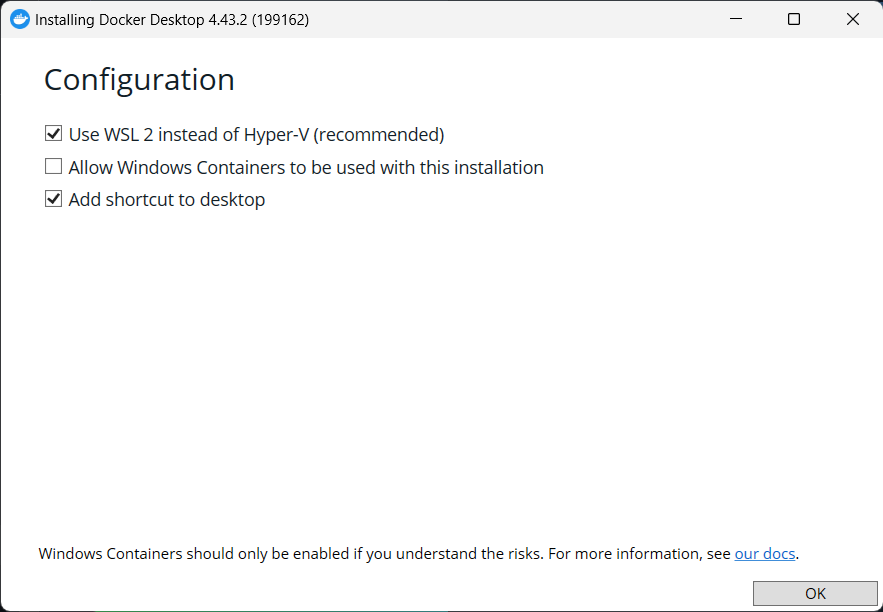 Installing Docker Desktop 4.43.2 (199162)
Configuration
Use WSL 2 instead of Hyper-V (recommended)
Allow Windows Containers to be used with this installation
Add shortcut to desktop
Windows Containers should only be enabled if you understand the risks. For more information, see our docs.
OK